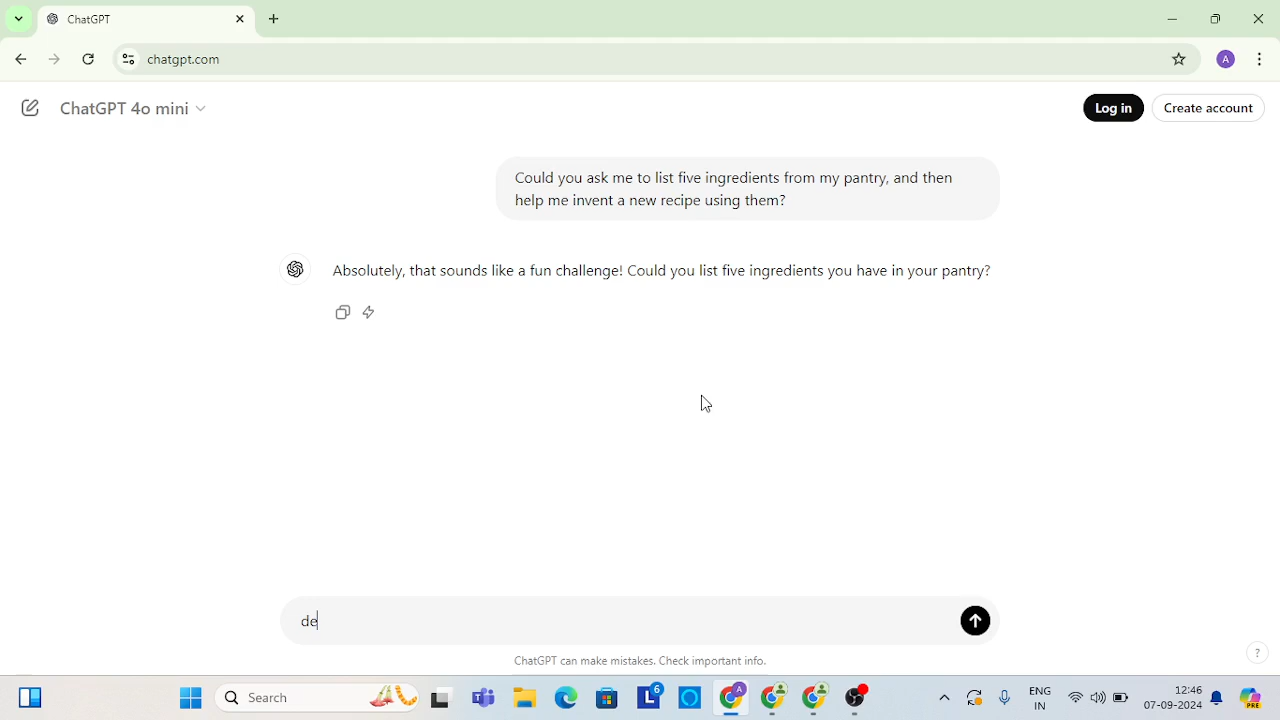 ChatGPT
chatgpt.com
ChatGPT 4o mini
Log in
Create account
Could you ask me to list five ingredients from my pantry, and then
help me invent a new recipe using them?
Absolutely, that sounds like a fun challenge! Could you list five ingredients you have in your pantry?
de
ChatGPT can make mistakes. Check important info.
?
Search
6
A
A
ENG
IN
12:46
07-08-2024
PRE